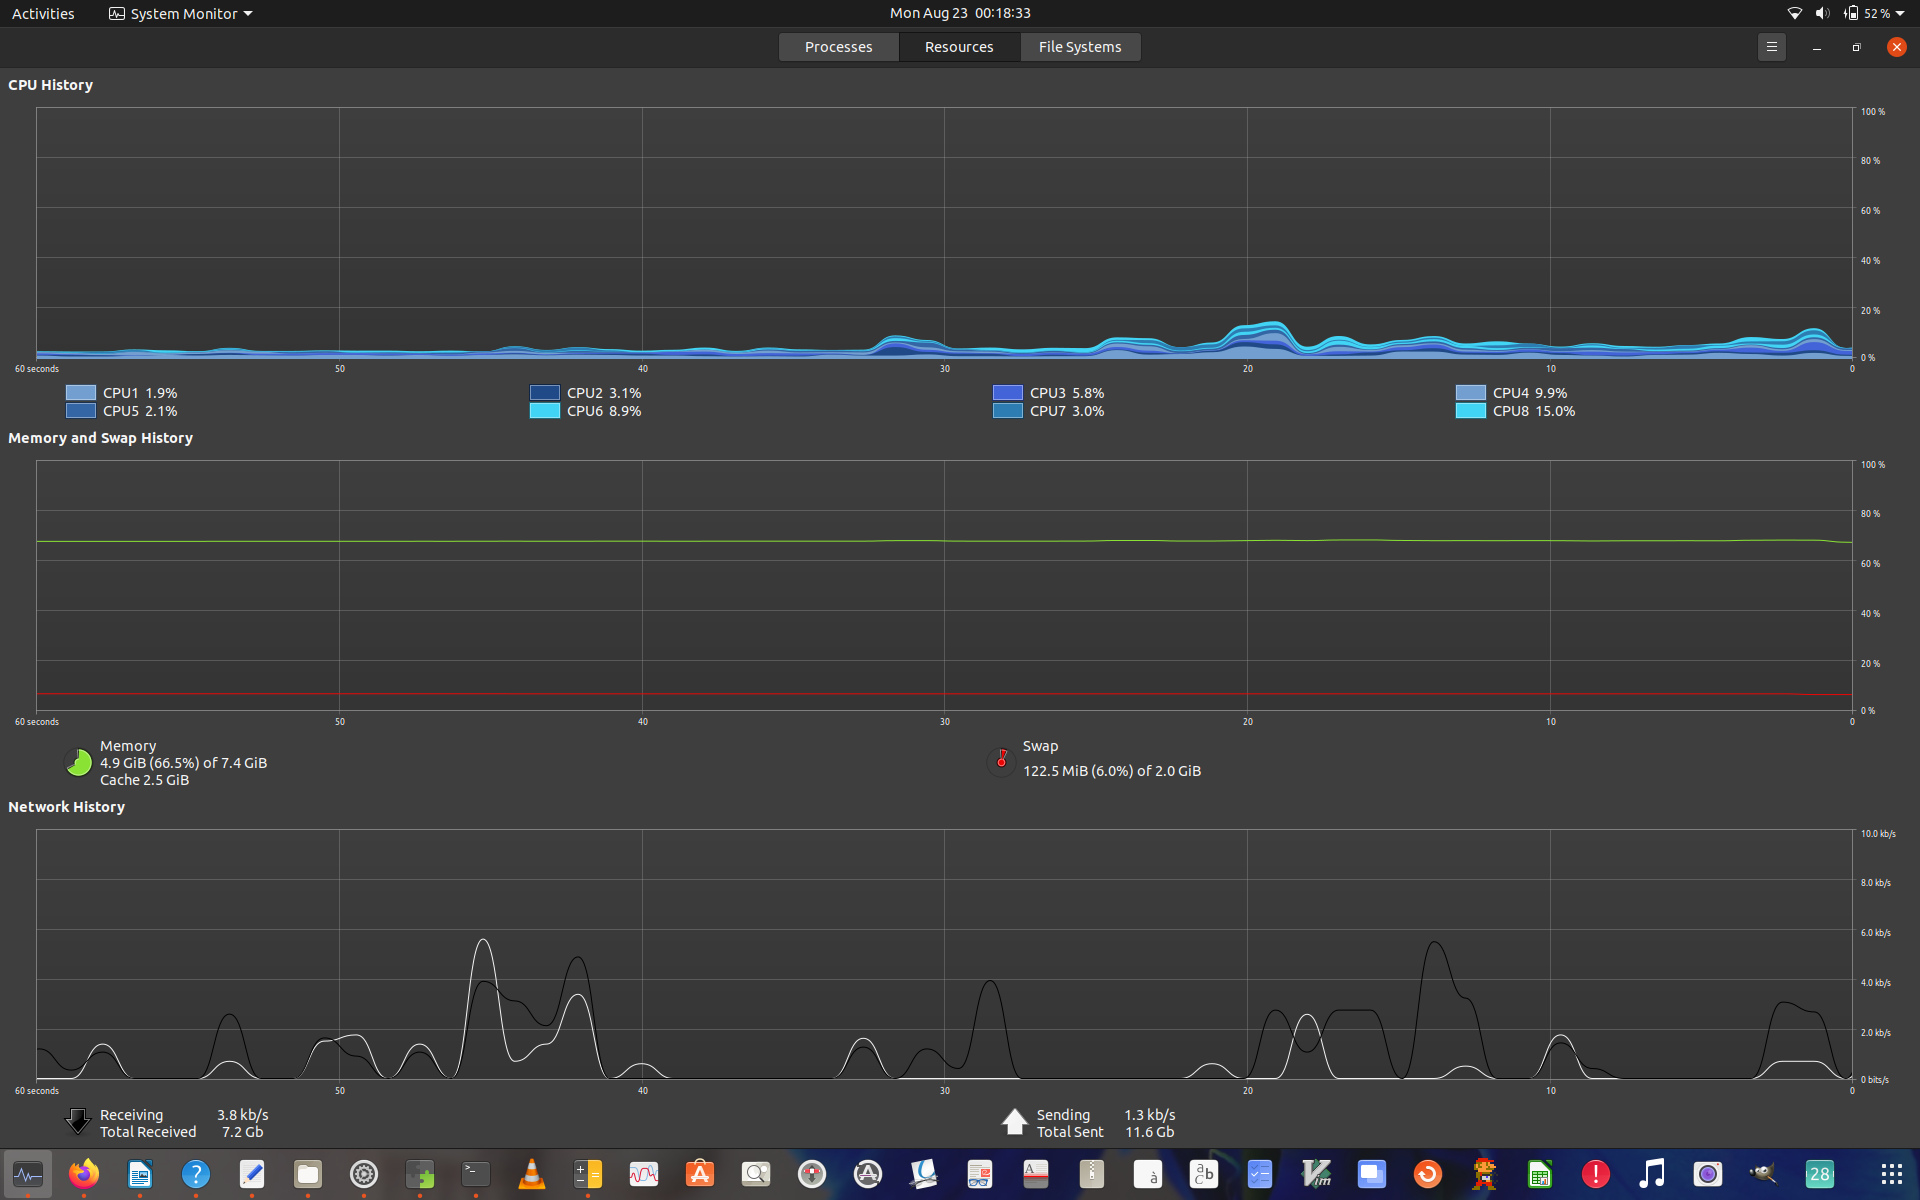 Activities System Monitor Mon Aug 23 00:18:33 52 %
Processes Resources File Systems
CPU History
100 %
80 %
60 %
40 %
20 %
0 %
60 seconds 50 40 30 20 10 0
CPU1 1.9% CPU2 3.1% CPU3 5.8% CPU4 9.9%
CPU5 2.1% CPU6 8.9% CPU7 3.0% CPU8 15.0%
Memory and Swap History
100 %
80 %
60 %
40 %
20 %
0 %
60 seconds 50 40 30 20 10 0
Memory
4.9 GiB (66.5%) of 7.4 GiB
Cache 2.5 GiB
Swap
122.5 MiB (6.0%) of 2.0 GiB
Network History
10.0 kb/s
8.0 kb/s
6.0 kb/s
4.0 kb/s
2.0 kb/s
0 bits/s
60 seconds 50 40 30 20 10 0
Receiving 3.8 kb/s
Total Received 7.2 Gb
Sending 1.3 kb/s
Total Sent 11.6 Gb
28